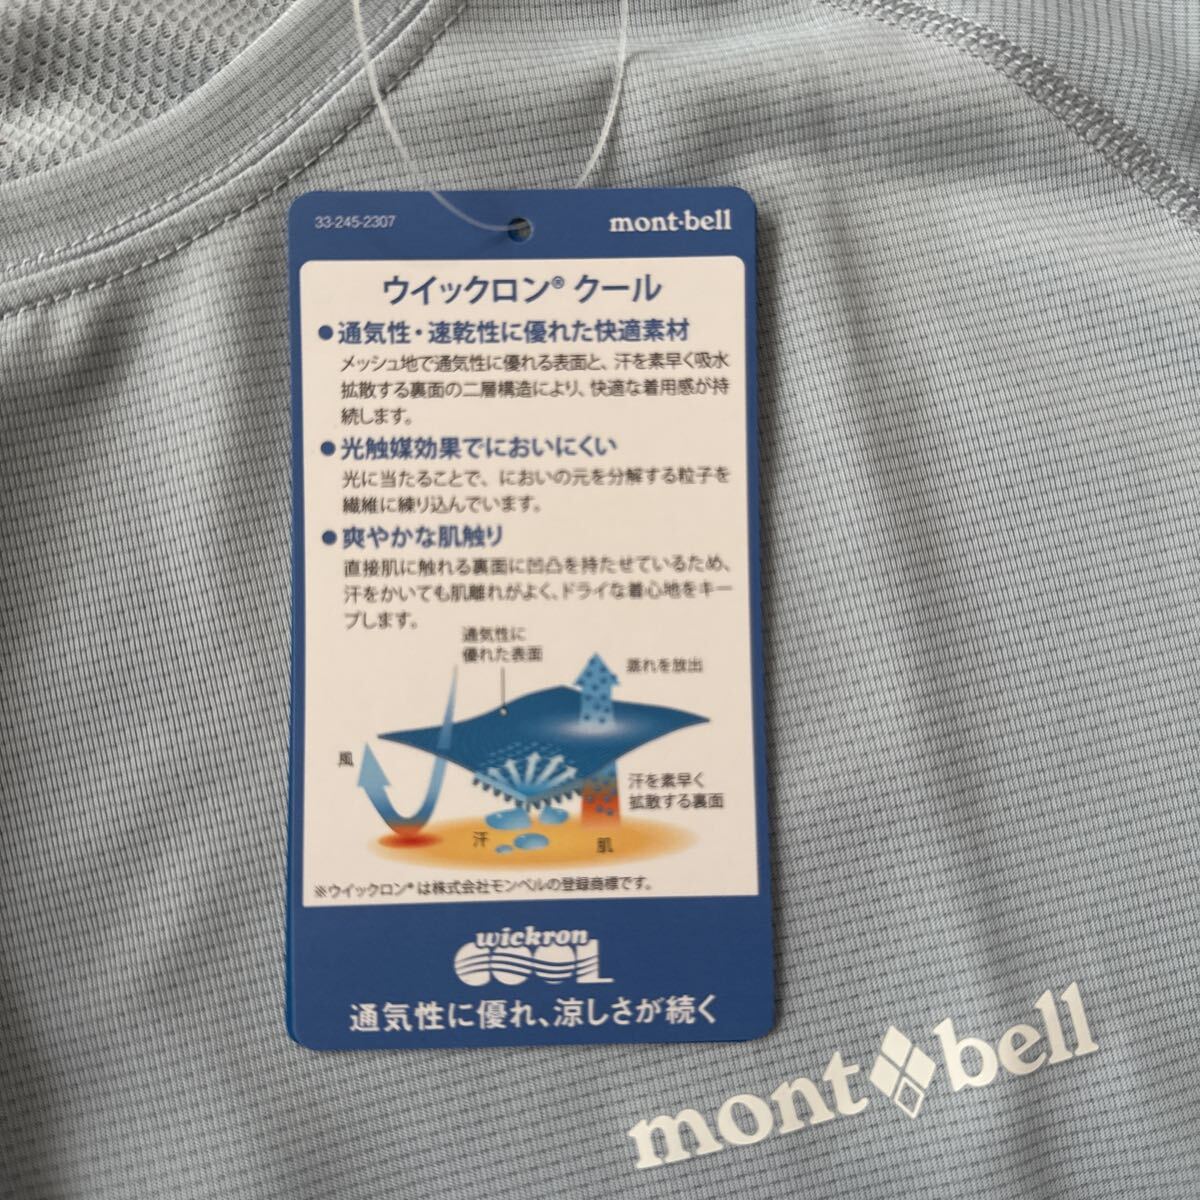 33-245-2307
mont-bell
ウイックロン® クール
●通気性・速乾性に優れた快適素材
メッシュ地で通気性に優れる表面と、汗を素早く吸水
拡散する裏面の二層構造により、快適な着用感が持
続します。
●光触媒効果でにおいにくい
光に当たることで、においの元を分解する粒子を
繊維に練り込んでいます。
●爽やかな肌触り
直接肌に触れる裏面に凹凸を持たせているため、
汗をかいても肌離れがよく、ドライな着心地をキー
プします。
通気性に
優れた表面
蒸れを放出
風
汗を素早く
拡散する裏面
汗
肌
※ウイックロン®は株式会社モンベルの登録商標です。
wickron
COOL
通気性に優れ、涼しさが続く
mont bell